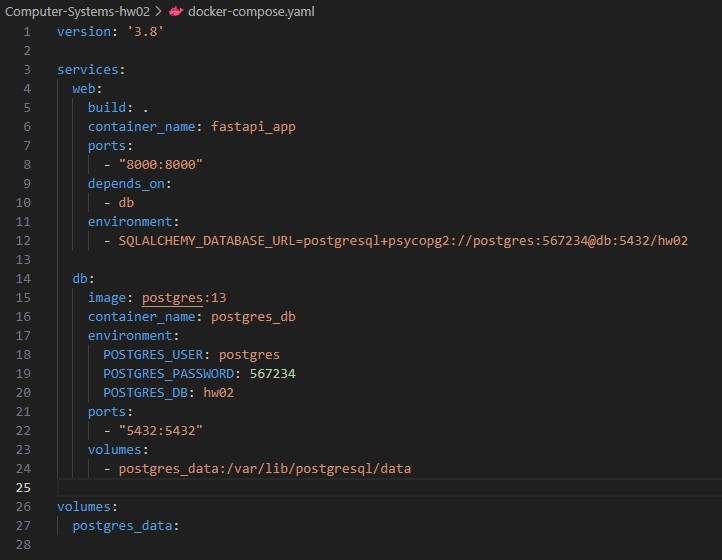 Computer-Systems-hw02 > docker-compose.yaml
1 version: '3.8'
2
3 services:
4   web:
5     build: .
6     container_name: fastapi_app
7     ports:
8       - "8000:8000"
9     depends_on:
10       - db
11     environment:
12       - SQLALCHEMY_DATABASE_URL=postgresql+psycopg2://postgres:567234@db:5432/hw02
13
14   db:
15     image: postgres:13
16     container_name: postgres_db
17     environment:
18       POSTGRES_USER: postgres
19       POSTGRES_PASSWORD: 567234
20       POSTGRES_DB: hw02
21     ports:
22       - "5432:5432"
23     volumes:
24       - postgres_data:/var/lib/postgresql/data
25
26 volumes:
27   postgres_data:
28